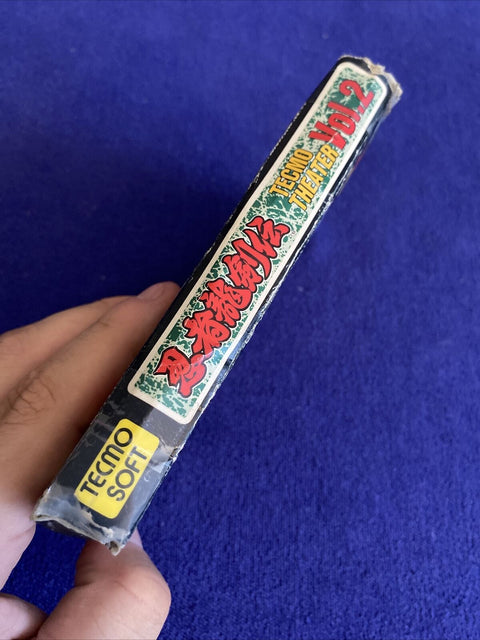 TECMO
SOFT
忍者龍剣伝
TECMO
THEATER
Vol.2